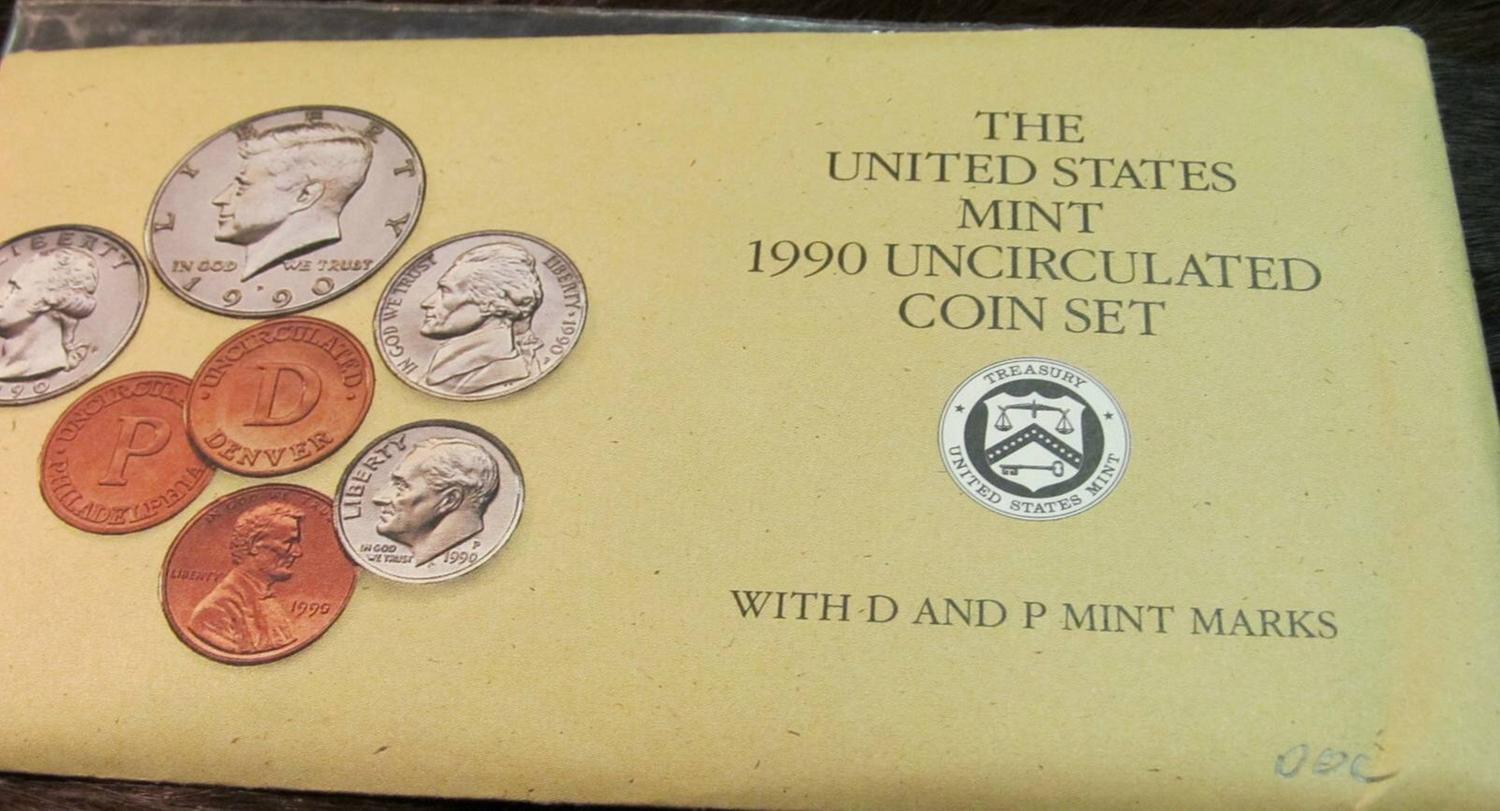 THE
UNITED STATES
MINT
1990 UNCIRCULATED
COIN SET
TREASURY
UNITED STATES MINT
WITH D AND P MINT MARKS
LIBERTY
IN GOD WE TRUST
1990
LIBERTY
90
IN GOD WE TRUST
LIBERTY · 1990
P
UNCIRCULATED
D
DENVER
P
PHILADELPHIA
LIBERTY
IN GOD
WE TRUST
P
1990
LIBERTY
1990